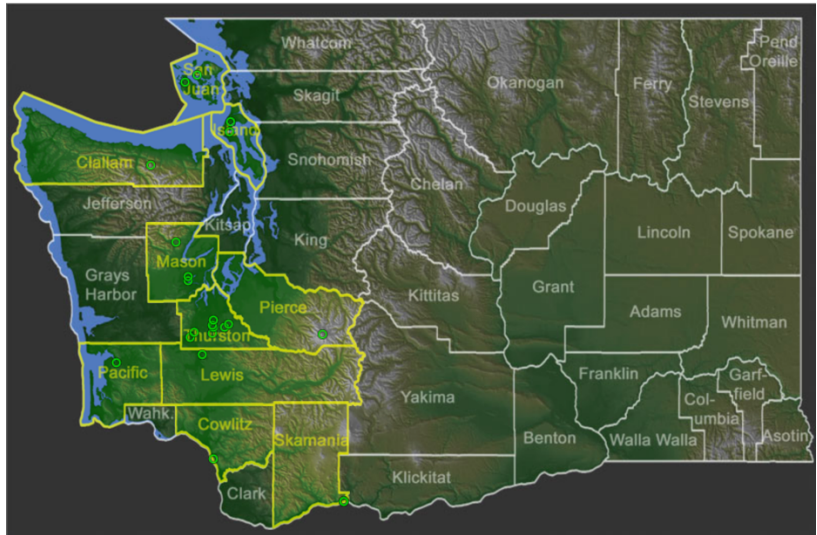 Whatcom
Pend
Oreille
San
Juan
Okanogan
Ferry
Stevens
Skagit
Island
Snohomish
Clallam
Chelan
Jefferson
Douglas
Kitsap
King
Lincoln
Spokane
Mason
Grays
Harbor
Kittitas
Grant
Pierce
Adams
Whitman
Thurston
Pacific
Lewis
Franklin
Garf-
field
Yakima
Col-
umbia
Wahk.
Cowlitz
Skamania
Benton
Walla Walla
Asotin
Klickitat
Clark